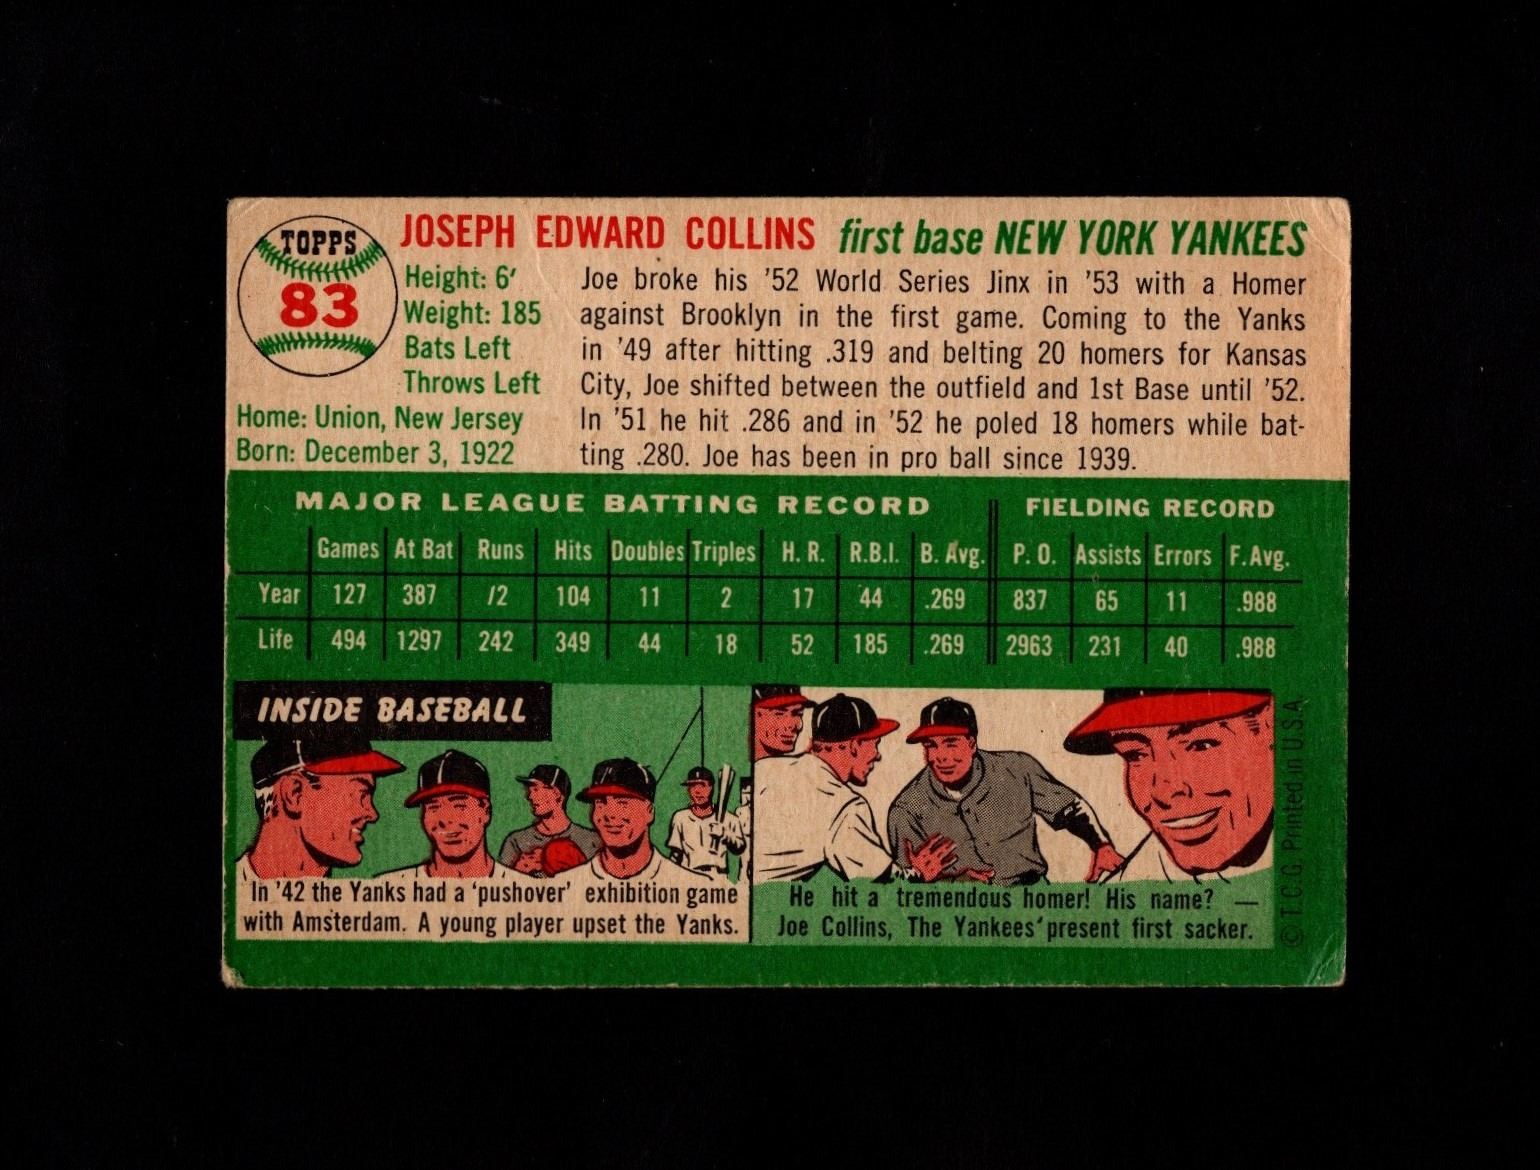 TOPPS
83
JOSEPH EDWARD COLLINS first base NEW YORK YANKEES
Height: 6'
Weight: 185
Bats Left
Throws Left
Home: Union, New Jersey
Born: December 3, 1922
Joe broke his '52 World Series Jinx in '53 with a Homer
against Brooklyn in the first game. Coming to the Yanks
in '49 after hitting .319 and belting 20 homers for Kansas
City, Joe shifted between the outfield and 1st Base until '52.
In '51 he hit .286 and in '52 he poled 18 homers while bat-
ting .280. Joe has been in pro ball since 1939.
MAJOR LEAGUE BATTING RECORD FIELDING RECORD
Games At Bat Runs Hits Doubles Triples H. R. R.B.I. B. Avg. P. O. Assists Errors F. Avg.
Year 127 387 /2 104 11 2 17 44 .269 837 65 11 .988
Life 494 1297 242 349 44 18 52 185 .269 2963 231 40 .988
INSIDE BASEBALL
In '42 the Yanks had a 'pushover' exhibition game
with Amsterdam. A young player upset the Yanks.
He hit a tremendous homer! His name? —
Joe Collins, The Yankees' present first sacker.
© T.C.G. Printed in U.S.A.